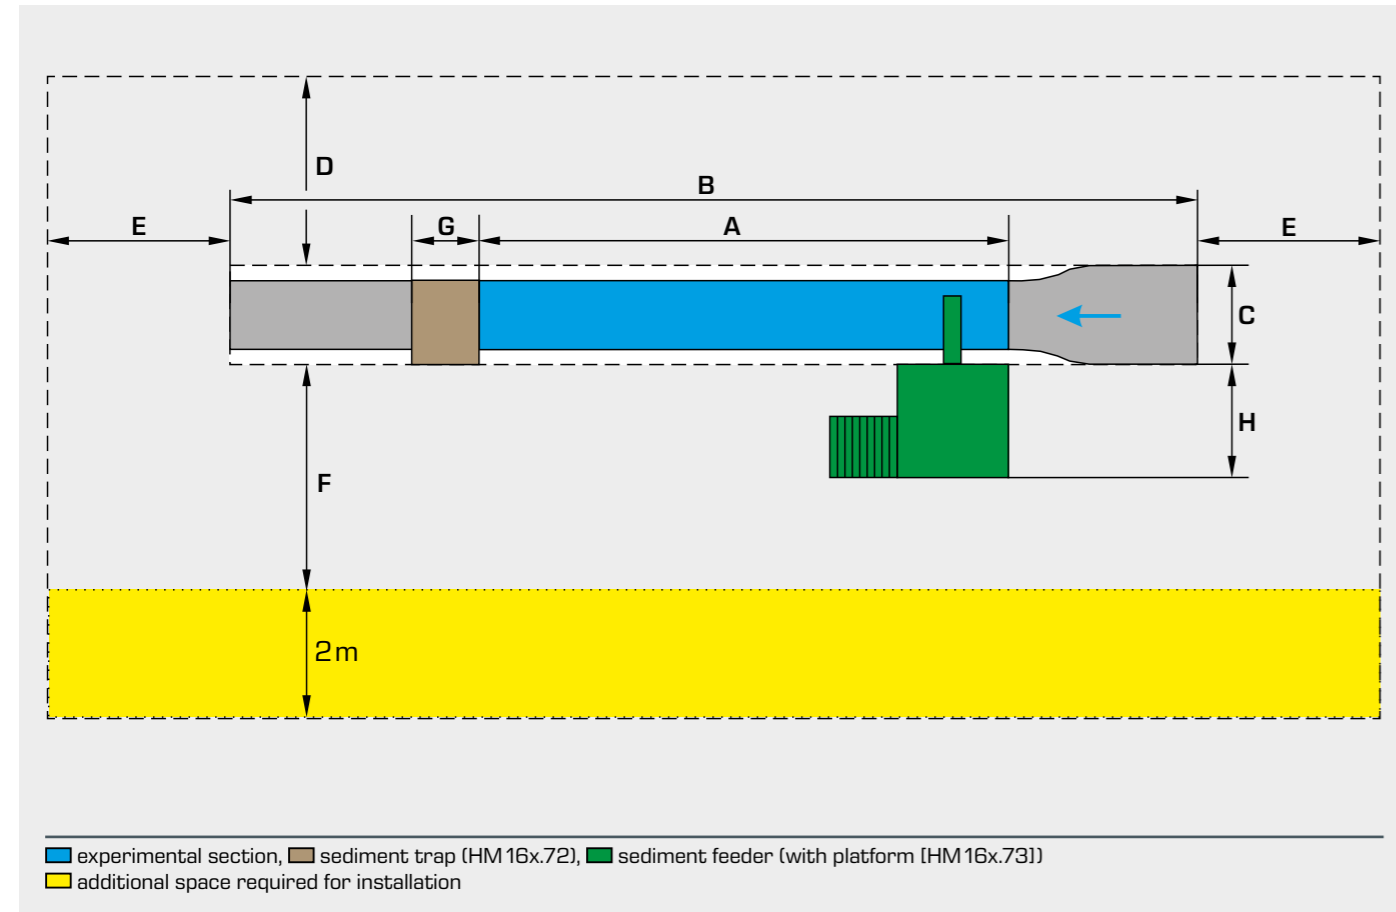 D
B
E
G
A
E
C
H
F
2 m
experimental section, sediment trap (HM 16x.72), sediment feeder (with platform [HM 16x.73])
additional space required for installation